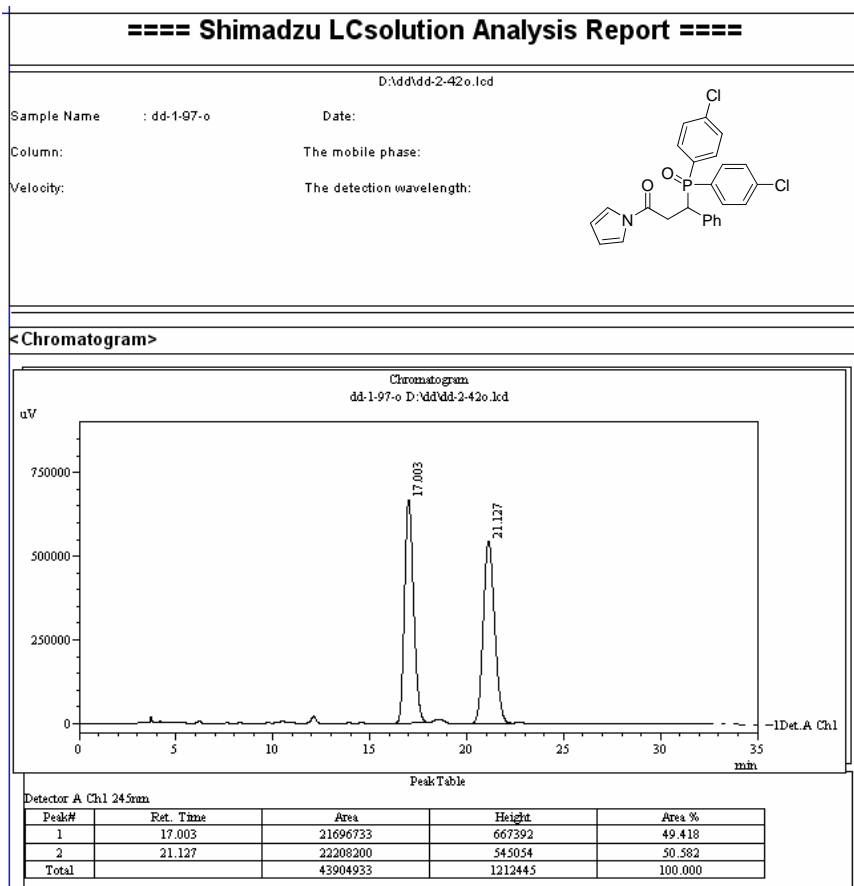 ==== Shimadzu LCsolution Analysis Report ====
D:\dd\dd-2-42o.lcd
Sample Name : dd-1-97-o Date:
Column: The mobile phase:
Velocity: The detection wavelength:
Cl
O
P
Cl
O
N
Ph
<Chromatogram>
Chromatogram
dd-1-97-o D:\dd\dd-2-42o.lcd
uV
750000
500000
250000
0
17.003
21.127
1Det.A Ch1
0 5 10 15 20 25 30 35
min
PeakTable
Detector A Ch1 245nm
Peak# Ret. Time Area Height Area %
1 17.003 21696733 667392 49.418
2 21.127 22208200 545054 50.582
Total 43904933 1212445 100.000